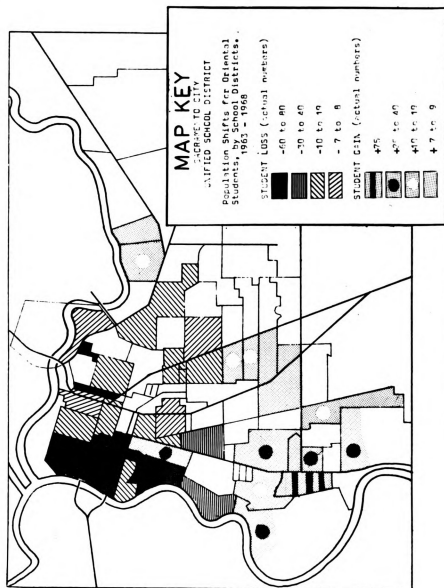 MAP KEY
SACRAMENTO CITY
UNIFIED SCHOOL DISTRICT
Population Shifts for Oriental
Students, by School Districts,
1963 - 1968
STUDENT LOSS (actual numbers)
-60 to 80
-30 to 40
-10 to 19
- 7 to 8
STUDENT GAIN (actual numbers)
+75
to 40
+10 to 19
+ 7 to 9